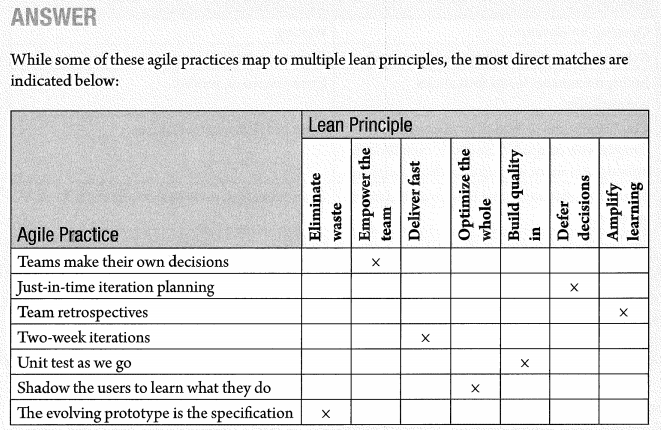 ANSWER
While some of these agile practices map to multiple lean principles, the most direct matches are
indicated below:
Lean Principle
Agile Practice
Eliminate
waste
Empower the
team
Deliver fast
Optimize the
whole
Build quality
in
Defer
decisions
Amplify
learning
Teams make their own decisions x
Just-in-time iteration planning x
Team retrospectives x
Two-week iterations x
Unit test as we go x
Shadow the users to learn what they do x
The evolving prototype is the specification x